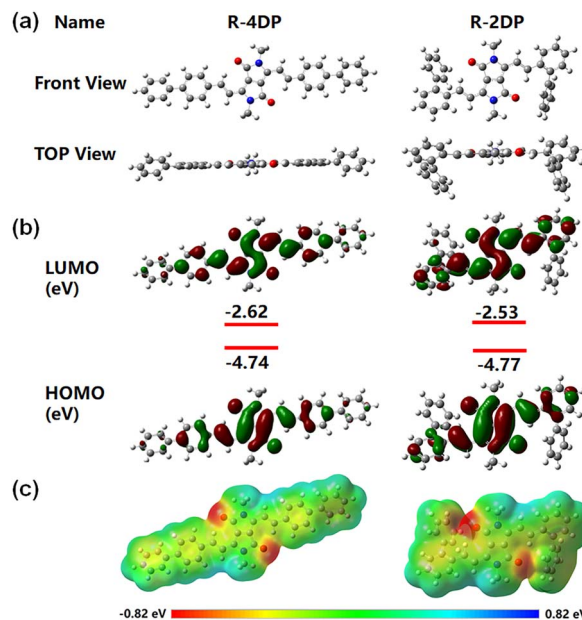 (a) Name R-4DP R-2DP
Front View
TOP View
(b)
LUMO
(eV)
-2.62 -2.53
-4.74 -4.77
HOMO
(eV)
(c)
-0.82 eV 0.82 eV